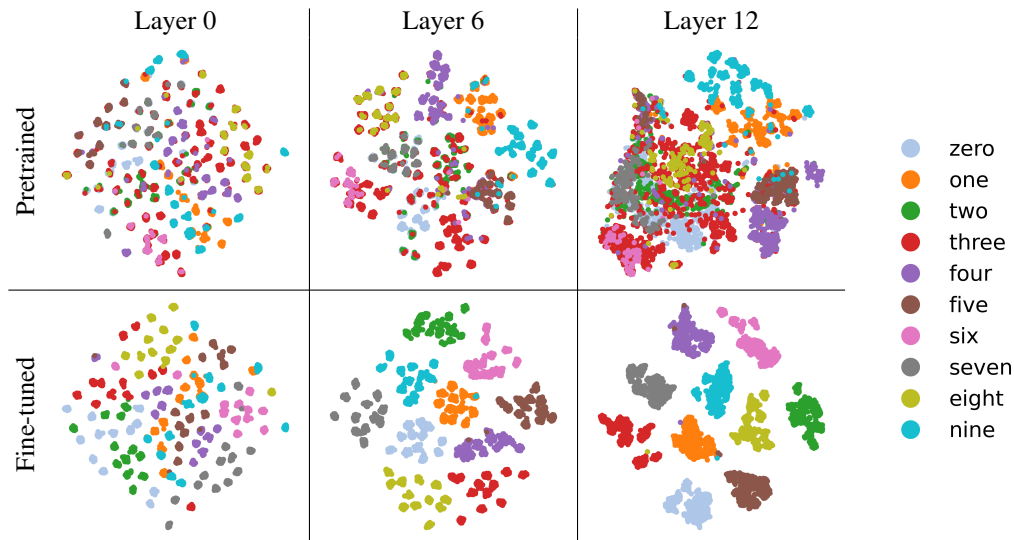 Layer 0
Layer 6
Layer 12
Pretrained
Fine-tuned
zero
one
two
three
four
five
six
seven
eight
nine